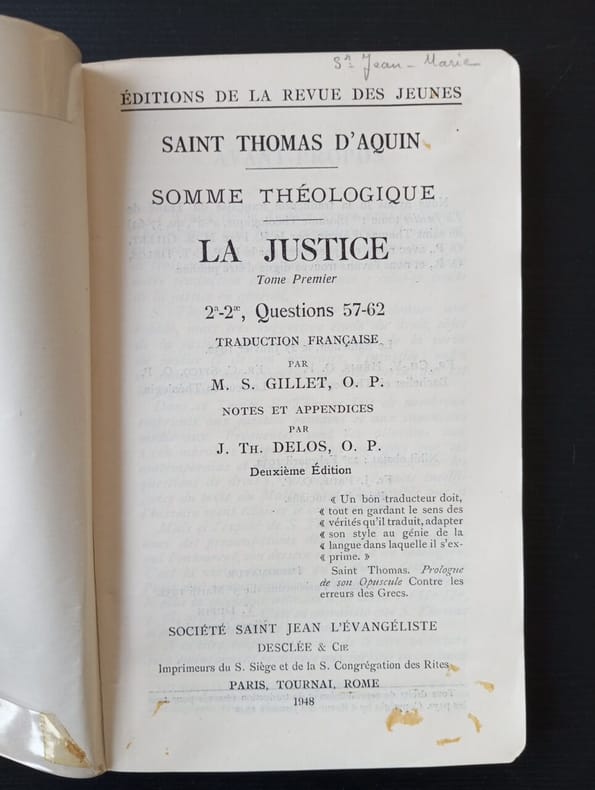 Sr Jean-Marie
ÉDITIONS DE LA REVUE DES JEUNES
SAINT THOMAS D'AQUIN
SOMME THÉOLOGIQUE
LA JUSTICE
Tome Premier
2ª-2ᵃᵉ, Questions 57-62
TRADUCTION FRANÇAISE
PAR
M. S. GILLET, O. P.
NOTES ET APPENDICES
PAR
J. TH. DELOS, O. P.
Deuxième Édition
« Un bon traducteur doit,
« tout en gardant le sens des
« vérités qu'il traduit, adapter
« son style au génie de la
« langue dans laquelle il s'ex-
« prime. »
Saint Thomas. Prologue
de son Opuscule Contre les
erreurs des Grecs.
SOCIÉTÉ SAINT JEAN L'ÉVANGÉLISTE
DESCLÉE & CIE
Imprimeurs du S. Siège et de la S. Congrégation des Rites
PARIS, TOURNAI, ROME
1948